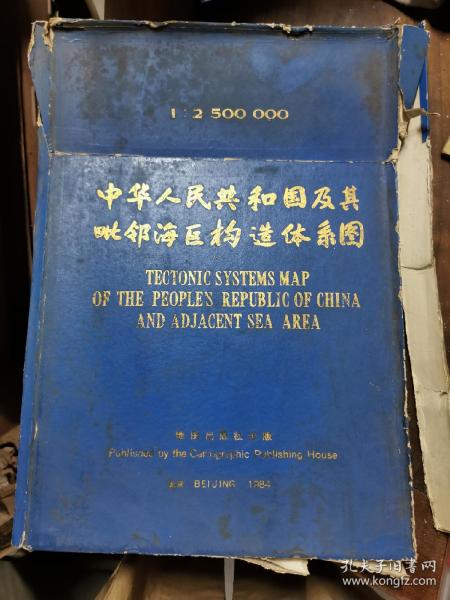 1:2 500 000
中华人民共和国及其
毗邻海区构造体系图
TECTONIC SYSTEMS MAP
OF THE PEOPLE'S REPUBLIC OF CHINA
AND ADJACENT SEA AREA
地图出版社出版
Published by the Cartographic Publishing House
北京 BEIJING 1984
孔夫子旧书网
www.kongfz.com